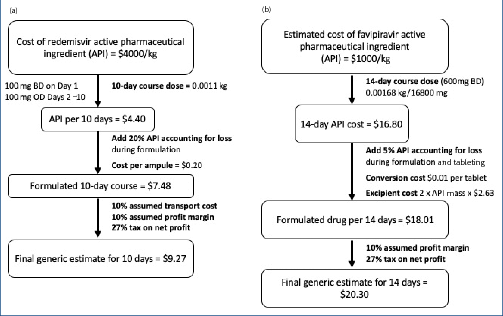 (a)
Cost of redemisvir active pharmaceutical
ingredient (API) = $4000/kg
100mg BD on Day 1
100mg OD Days 2 –10
10-day course dose = 0.0011 kg
API per 10 days = $4.40
Add 20% API accounting for loss
during formulation
Cost per ampule = $0.20
Formulated 10-day course = $7.48
10% assumed transport cost
10% assumed profit margin
27% tax on net profit
Final generic estimate for 10 days = $9.27
(b)
Estimated cost of favipiravir active
pharmaceutical ingredient
(API) = $1000/kg
14-day course dose (600mg BD)
0.00168 kg/16800 mg
14-day API cost = $16.80
Add 5% API accounting for loss
during formulation and tableting
Conversion cost $0.01 per tablet
Excipient cost 2 x API mass x $2.63
Formulated drug per 14 days = $18.01
10% assumed profit margin
27% tax on net profit
Final generic estimate for 14 days =
$20.30